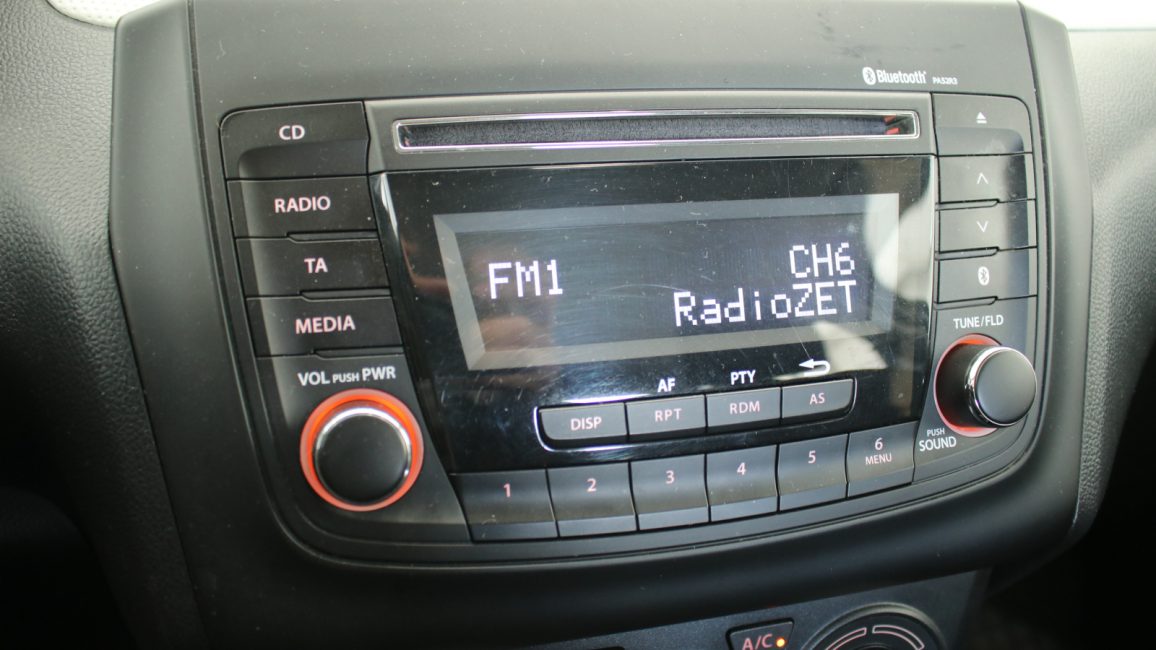 Bluetooth PA52R3
CD
RADIO
TA
MEDIA
VOL PUSH PWR
FM1
CH6
RadioZET
AF
PTY
DISP
RPT
RDM
AS
1
2
3
4
5
6
MENU
TUNE/FLD
PUSH
SOUND
A/C